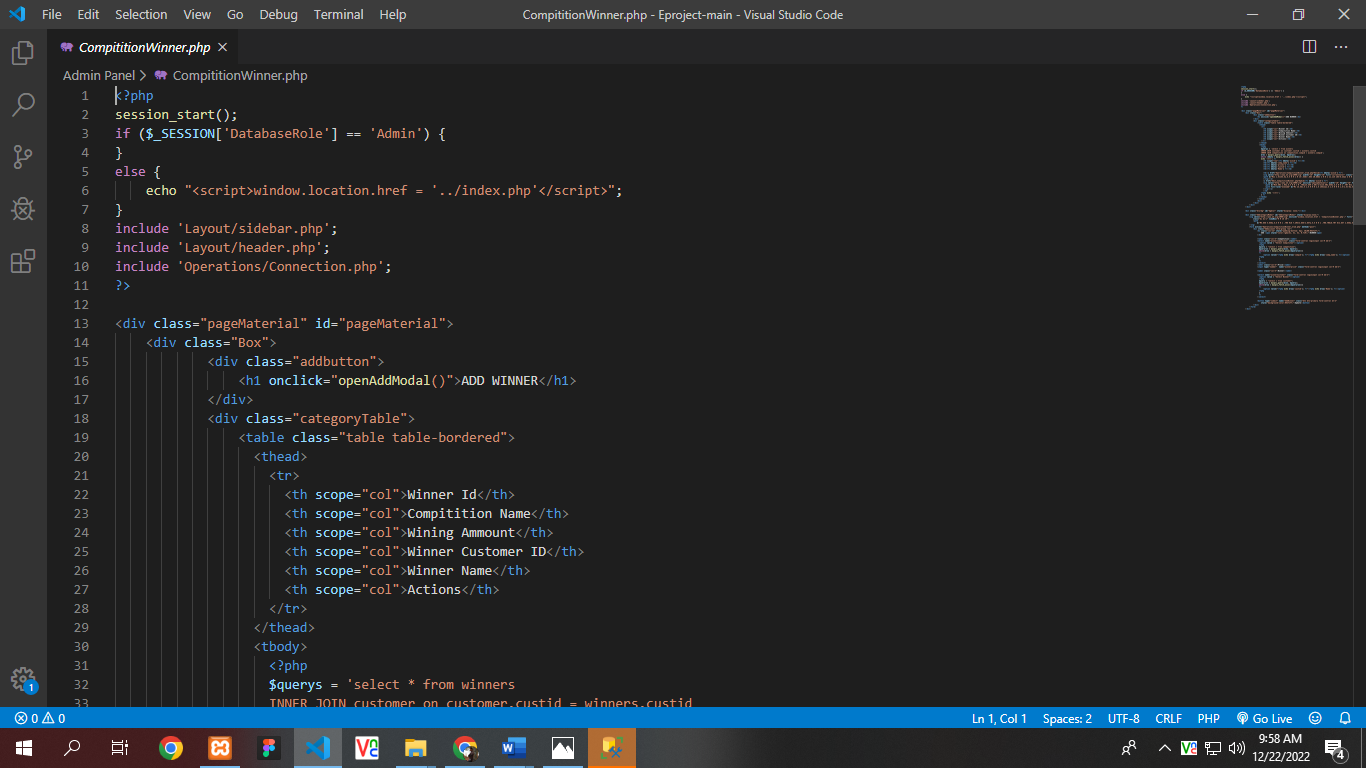 File Edit Selection View Go Debug Terminal Help CompititionWinner.php - Eproject-main - Visual Studio Code
CompititionWinner.php
Admin Panel CompititionWinner.php
1 <?php
2 session_start();
3 if ($_SESSION['DatabaseRole'] == 'Admin') {
4 }
5 else {
6 echo "<script>window.location.href = '../index.php'</script>";
7 }
8 include 'Layout/sidebar.php';
9 include 'Layout/header.php';
10 include 'Operations/Connection.php';
11 ?>
12
13 <div class="pageMaterial" id="pageMaterial">
14 <div class="Box">
15 <div class="addbutton">
16 <h1 onclick="openAddModal()">ADD WINNER</h1>
17 </div>
18 <div class="categoryTable">
19 <table class="table table-bordered">
20 <thead>
21 <tr>
22 <th scope="col">Winner Id</th>
23 <th scope="col">Compitition Name</th>
24 <th scope="col">Wining Ammount</th>
25 <th scope="col">Winner Customer ID</th>
26 <th scope="col">Winner Name</th>
27 <th scope="col">Actions</th>
28 </tr>
29 </thead>
30 <tbody>
31 <?php
32 $querys = 'select * from winners
33 INNER JOIN customer on customer.custid = winners.custid
1
0 0 Ln 1, Col 1 Spaces: 2 UTF-8 CRLF PHP Go Live
9:58 AM
12/22/2022
4